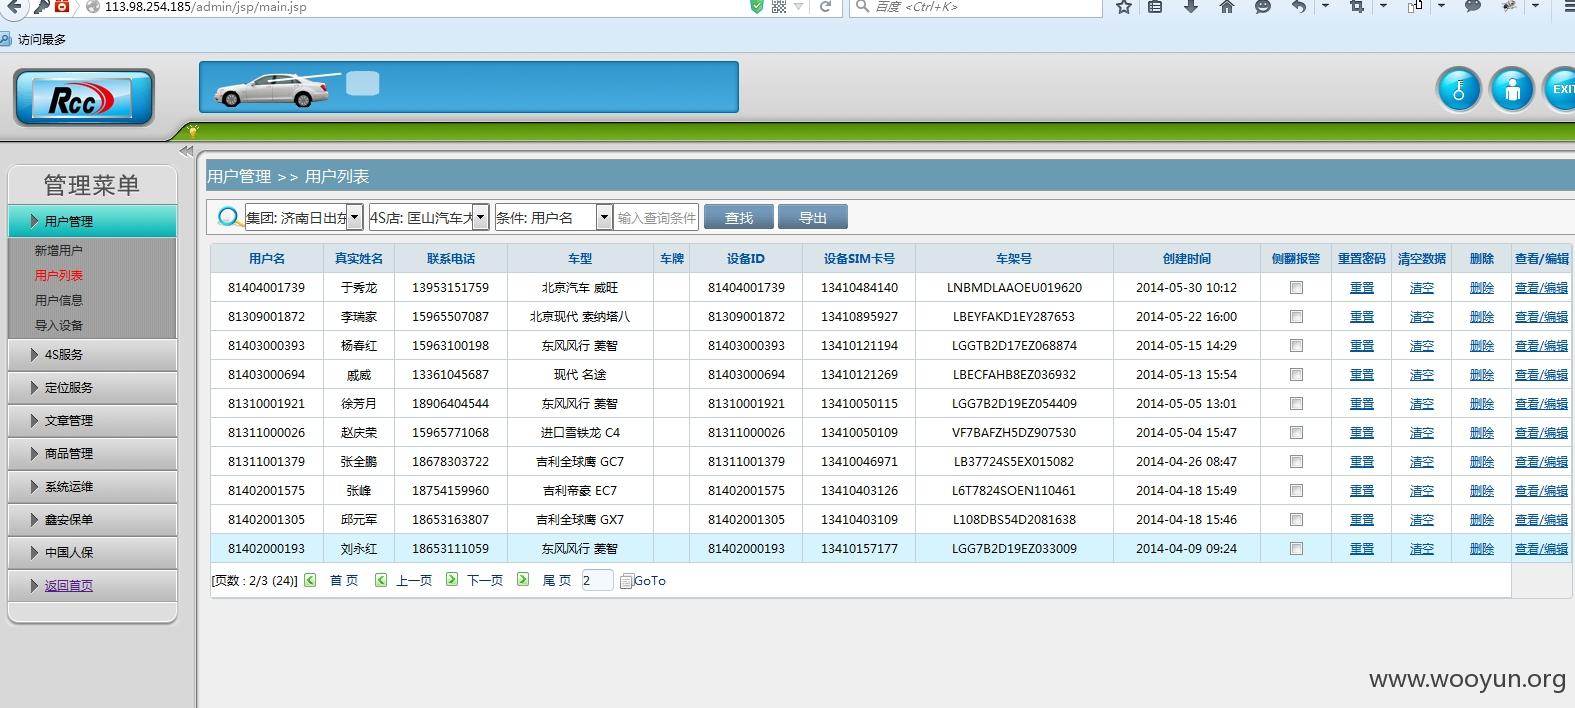 113.98.254.185/admin/jsp/main.jsp 百度 <Ctrl+K>
访问最多
Rcc EXIT
管理菜单
用户管理
新增用户
用户列表
用户信息
导入设备
4S服务
定位服务
文章管理
商品管理
系统运维
鑫安保单
中国人保
返回首页
用户管理 >> 用户列表
集团: 济南日出东 4S店: 匡山汽车大 条件: 用户名 输入查询条件 查找 导出
用户名 真实姓名 联系电话 车型 车牌 设备ID 设备SIM卡号 车架号 创建时间 侧翻报警 重置密码 清空数据 删除 查看/编辑
81404001739 于秀龙 13953151759 北京汽车 威旺 81404001739 13410484140 LNBMDLAAOEU019620 2014-05-30 10:12 重置 清空 删除 查看/编辑
81309001872 李瑞家 15965507087 北京现代 索纳塔八 81309001872 13410895927 LBEYFAKD1EY287653 2014-05-22 16:00 重置 清空 删除 查看/编辑
81403000393 杨春红 15963100198 东风风行 菱智 81403000393 13410121194 LGGTB2D17EZ068874 2014-05-15 14:29 重置 清空 删除 查看/编辑
81403000694 戚威 13361045687 现代 名途 81403000694 13410121269 LBECFAHB8EZ036932 2014-05-13 15:54 重置 清空 删除 查看/编辑
81310001921 徐芳月 18906404544 东风风行 菱智 81310001921 13410050115 LGG7B2D19EZ054409 2014-05-05 13:01 重置 清空 删除 查看/编辑
81311000026 赵庆荣 15965771068 进口雪铁龙 C4 81311000026 13410050109 VF7BAFZH5DZ907530 2014-05-04 15:47 重置 清空 删除 查看/编辑
81311001379 张全鹏 18678303722 吉利全球鹰 GC7 81311001379 13410046971 LB37724S5EX015082 2014-04-26 08:47 重置 清空 删除 查看/编辑
81402001575 张峰 18754159960 吉利帝豪 EC7 81402001575 13410403126 L6T7824SOEN110461 2014-04-18 15:49 重置 清空 删除 查看/编辑
81402001305 邱元军 18653163807 吉利全球鹰 GX7 81402001305 13410403109 L108DBS54D2081638 2014-04-18 15:46 重置 清空 删除 查看/编辑
81402000193 刘永红 18653111059 东风风行 菱智 81402000193 13410157177 LGG7B2D19EZ033009 2014-04-09 09:24 重置 清空 删除 查看/编辑
[页数 : 2/3 (24)] 首 页 上一页 下一页 尾 页 2 GoTo
www.wooyun.org